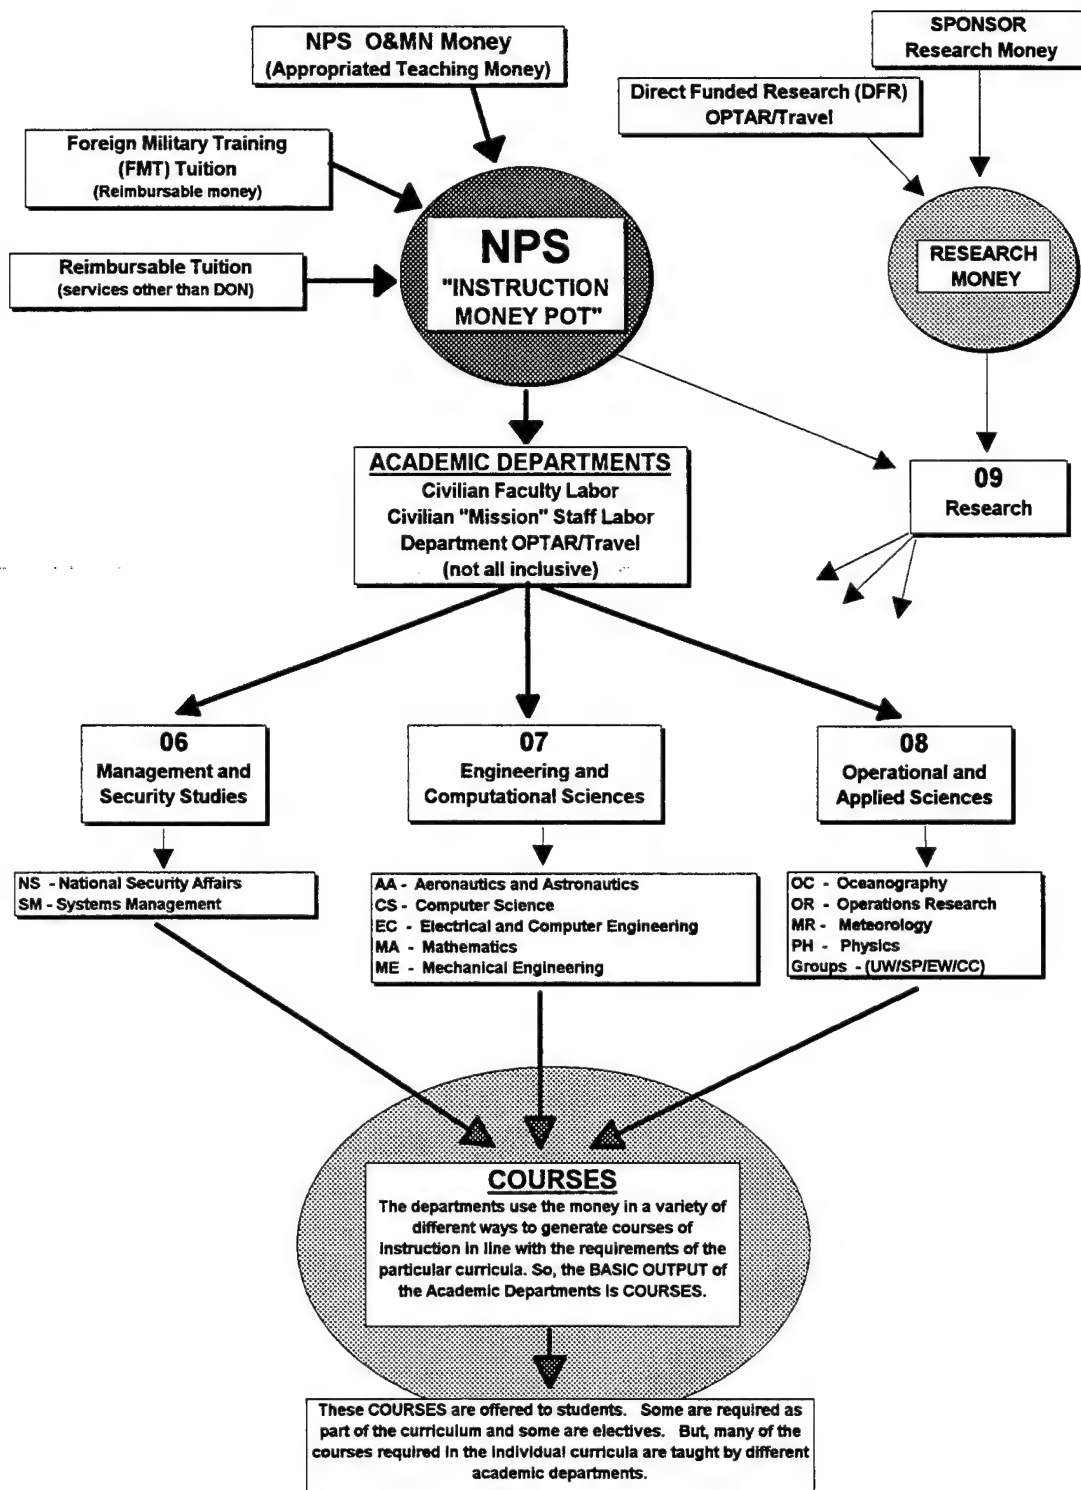 NPS O&MN Money
(Appropriated Teaching Money)
SPONSOR
Research Money
Direct Funded Research (DFR)
OPTAR/Travel
Foreign Military Training
(FMT) Tuition
(Reimbursable money)
Reimbursable Tuition
(services other than DON)
NPS
"INSTRUCTION
MONEY POT"
RESEARCH
MONEY
ACADEMIC DEPARTMENTS
Civilian Faculty Labor
Civilian "Mission" Staff Labor
Department OPTAR/Travel
(not all inclusive)
09
Research
06
Management and
Security Studies
07
Engineering and
Computational Sciences
08
Operational and
Applied Sciences
NS - National Security Affairs
SM - Systems Management
AA - Aeronautics and Astronautics
CS - Computer Science
EC - Electrical and Computer Engineering
MA - Mathematics
ME - Mechanical Engineering
OC - Oceanography
OR - Operations Research
MR - Meteorology
PH - Physics
Groups - (UW/SP/EW/CC)
COURSES
The departments use the money in a variety of
different ways to generate courses of
instruction in line with the requirements of the
particular curricula. So, the BASIC OUTPUT of
the Academic Departments is COURSES.
These COURSES are offered to students. Some are required as
part of the curriculum and some are electives. But, many of the
courses required in the individual curricula are taught by different
academic departments.